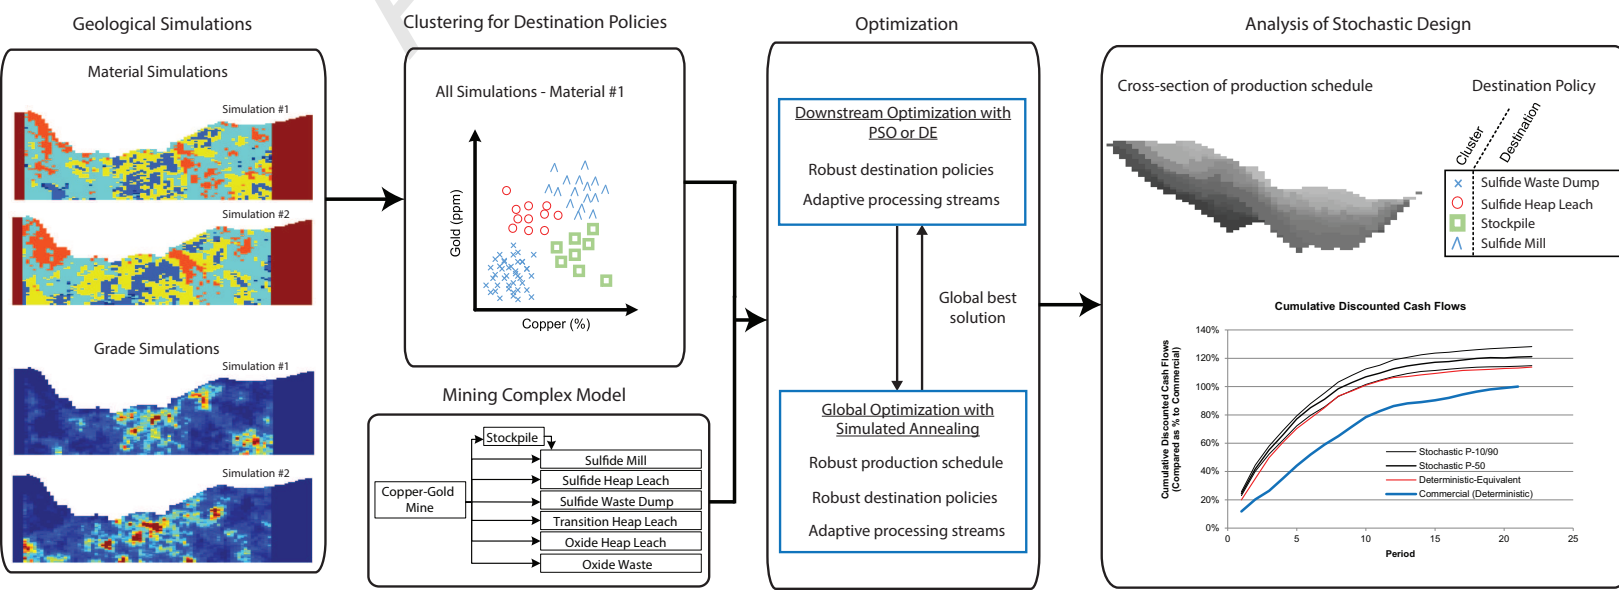 Geological Simulations
Material Simulations
Simulation #1
Simulation #2
Grade Simulations
Simulation #1
Simulation #2
Clustering for Destination Policies
All Simulations - Material #1
Gold (ppm)
Copper (%)
Mining Complex Model
Stockpile
Copper-Gold
Mine
Sulfide Mill
Sulfide Heap Leach
Sulfide Waste Dump
Transition Heap Leach
Oxide Heap Leach
Oxide Waste
Optimization
Downstream Optimization with
PSO or DE
Robust destination policies
Adaptive processing streams
Global best
solution
Global Optimization with
Simulated Annealing
Robust production schedule
Robust destination policies
Adaptive processing streams
Analysis of Stochastic Design
Cross-section of production schedule
Destination Policy
Cluster
Destination
Sulfide Waste Dump
Sulfide Heap Leach
Stockpile
Sulfide Mill
Cumulative Discounted Cash Flows
Cumulative Discounted Cash Flows
(Compared as % to Commercial)
140%
120%
100%
80%
60%
40%
20%
0%
Stochastic P-10/90
Stochastic P-50
Deterministic-Equivalent
Commercial (Deterministic)
0 5 10 15 20 25
Period